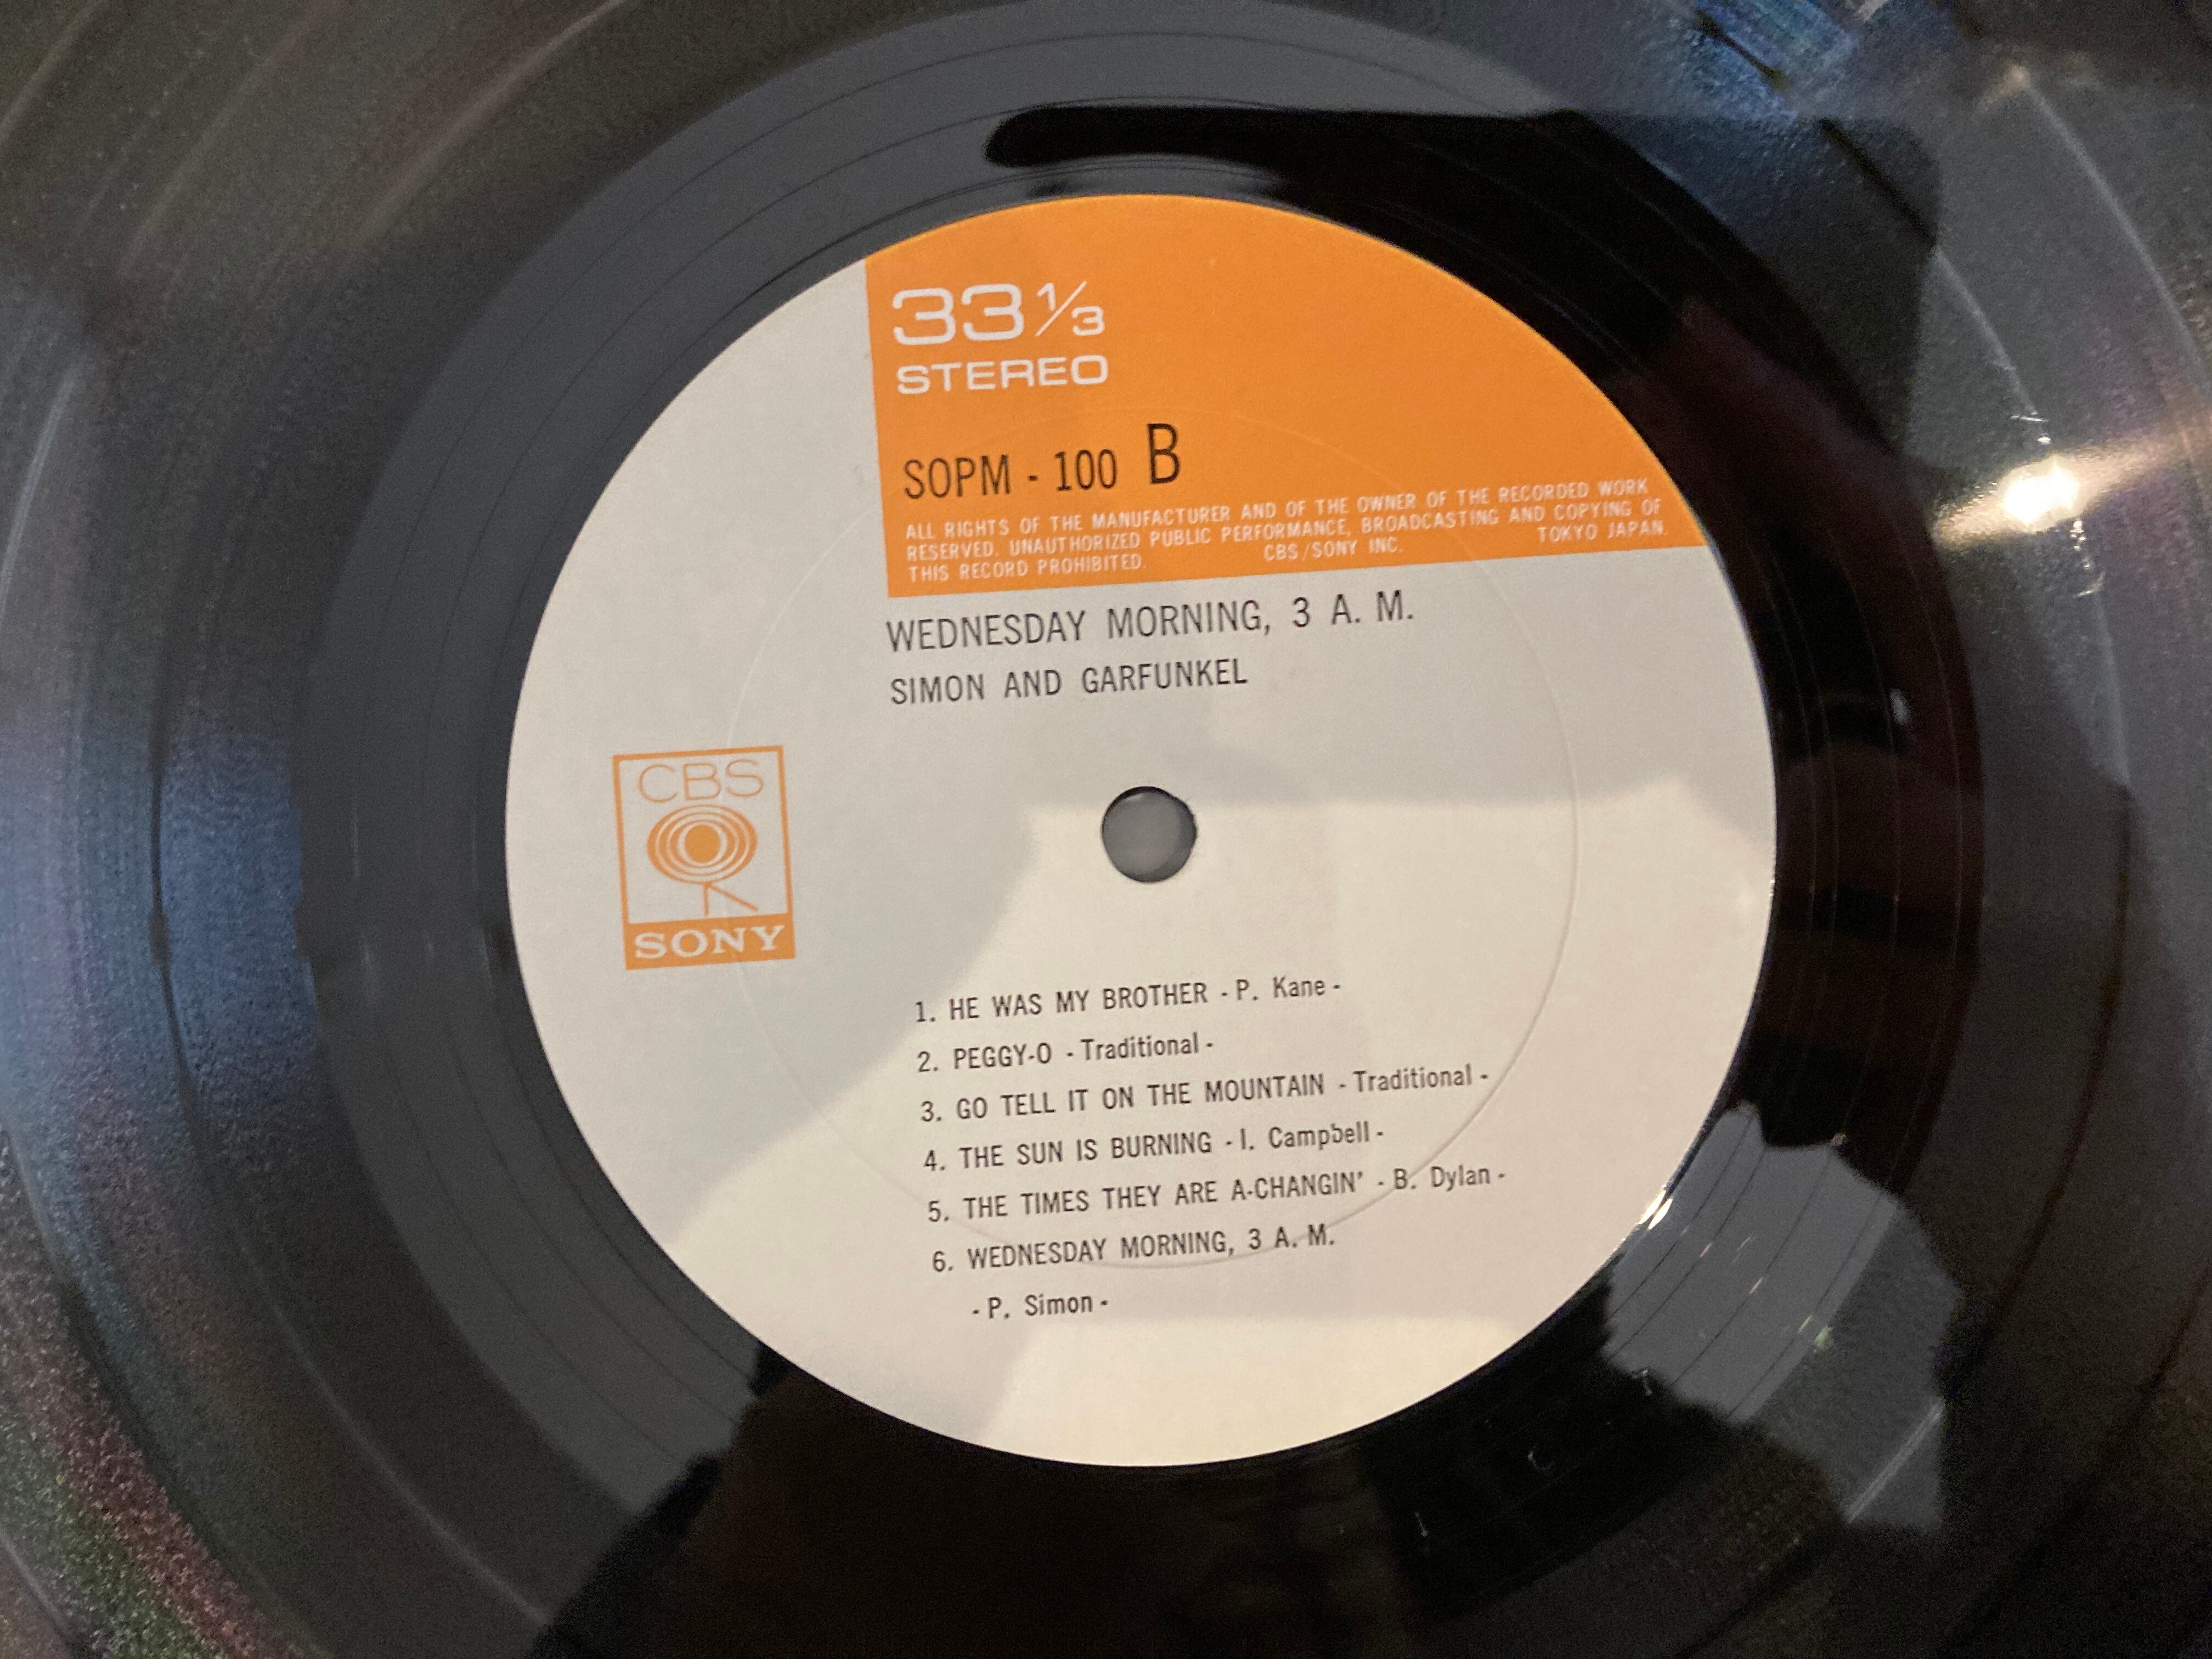 33 1/3
STEREO
SOPM - 100 B
ALL RIGHTS OF THE MANUFACTURER AND OF THE OWNER OF THE RECORDED WORK
RESERVED. UNAUTHORIZED PUBLIC PERFORMANCE, BROADCASTING AND COPYING OF
THIS RECORD PROHIBITED. CBS/SONY INC. TOKYO JAPAN.
WEDNESDAY MORNING, 3 A. M.
SIMON AND GARFUNKEL
CBS
SONY
1. HE WAS MY BROTHER - P. Kane -
2. PEGGY-O - Traditional -
3. GO TELL IT ON THE MOUNTAIN - Traditional -
4. THE SUN IS BURNING - I. Campbell -
5. THE TIMES THEY ARE A-CHANGIN' - B. Dylan -
6. WEDNESDAY MORNING, 3 A. M.
- P. Simon -